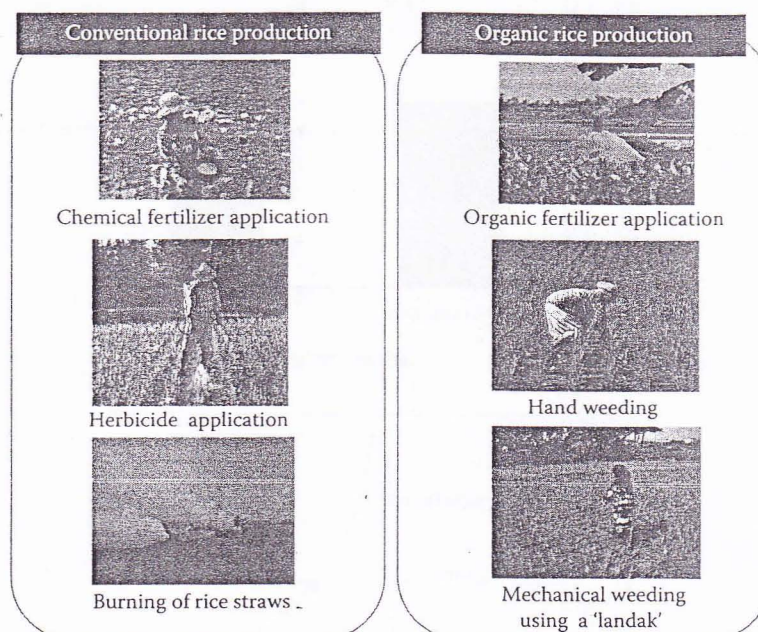 Conventional rice production
Chemical fertilizer application
Herbicide application
Burning of rice straws
Organic rice production
Organic fertilizer application
Hand weeding
Mechanical weeding
using a 'landak'